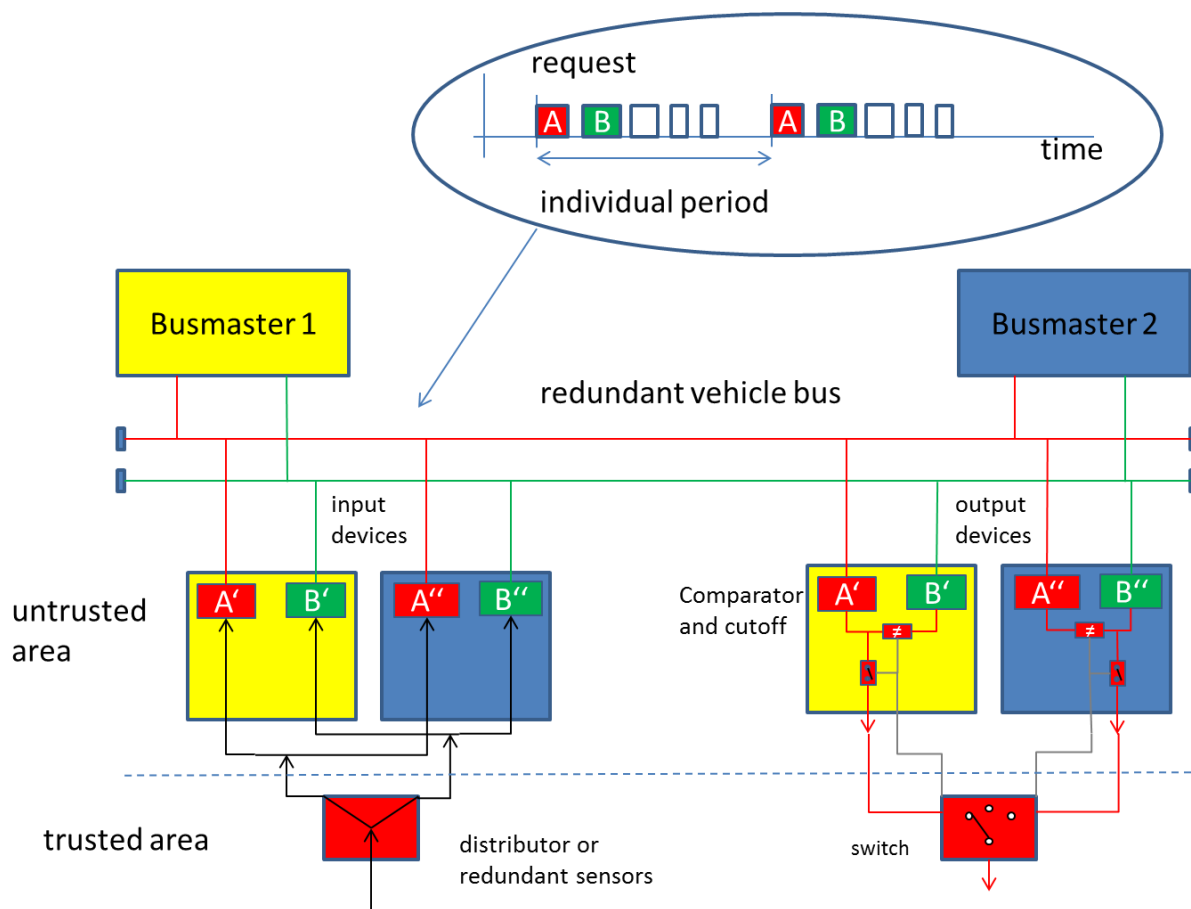 request
A B A B
time
individual period
Busmaster 1
Busmaster 2
redundant vehicle bus
input
devices
output
devices
untrusted
area
A‘ B‘ A‘‘ B‘‘
Comparator
and cutoff
A‘ B‘ A‘‘ B‘‘
≠ ≠
trusted area
distributor or
redundant sensors
switch